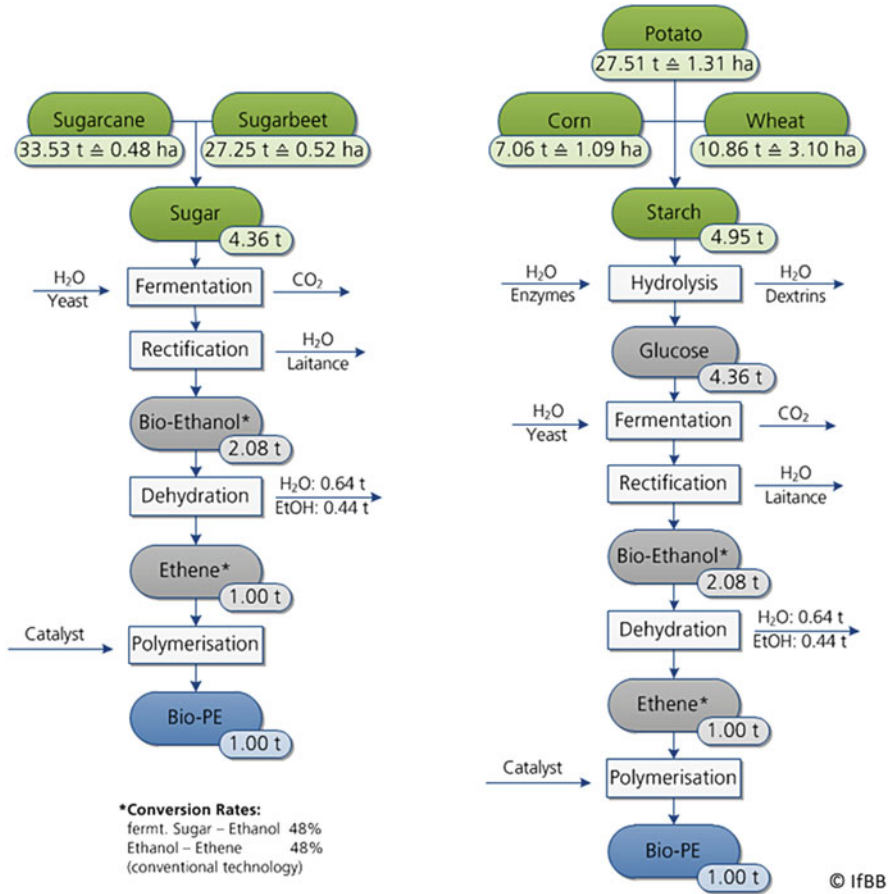 Sugarcane
33.53 t ≙ 0.48 ha
Sugarbeet
27.25 t ≙ 0.52 ha
Sugar
4.36 t
H₂O
Yeast
Fermentation
CO₂
Rectification
H₂O
Laitance
Bio-Ethanol*
2.08 t
Dehydration
H₂O: 0.64 t
EtOH: 0.44 t
Ethene*
1.00 t
Catalyst
Polymerisation
Bio-PE
1.00 t
*Conversion Rates:
fermt. Sugar – Ethanol 48%
Ethanol – Ethene 48%
(conventional technology)
Potato
27.51 t ≙ 1.31 ha
Corn
7.06 t ≙ 1.09 ha
Wheat
10.86 t ≙ 3.10 ha
Starch
4.95 t
H₂O
Enzymes
Hydrolysis
H₂O
Dextrins
Glucose
4.36 t
H₂O
Yeast
Fermentation
CO₂
Rectification
H₂O
Laitance
Bio-Ethanol*
2.08 t
Dehydration
H₂O: 0.64 t
EtOH: 0.44 t
Ethene*
1.00 t
Catalyst
Polymerisation
Bio-PE
1.00 t
© IfBB